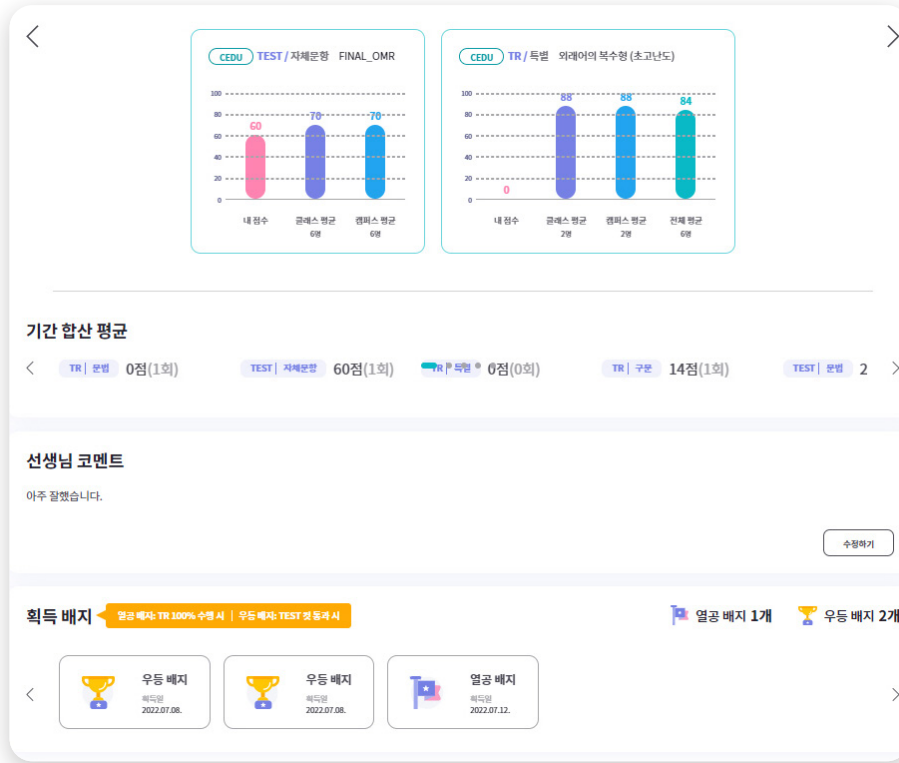 CEDU TEST / 자체문항 FINAL_OMR
100
80
60
40
20
0
60
70
70
내 점수
클래스 평균
6명
캠퍼스 평균
6명
CEDU TR / 특별 외래어의 복수형 (초고난도)
100
80
60
40
20
0
0
88
88
84
내 점수
클래스 평균
2명
캠퍼스 평균
2명
전체 평균
6명
기간 합산 평균
TR | 문법 0점(1회)
TEST | 자체문항 60점(1회)
TR | 특별 0점(0회)
TR | 구문 14점(1회)
TEST | 문법 2
선생님 코멘트
아주 잘했습니다.
수정하기
획득 배지
열공 배지: TR 100% 수행 시 | 우등 배지: TEST 컷 통과 시
열공 배지 1개
우등 배지 2개
우등 배지
획득일
2022.07.08.
우등 배지
획득일
2022.07.08.
열공 배지
획득일
2022.07.12.